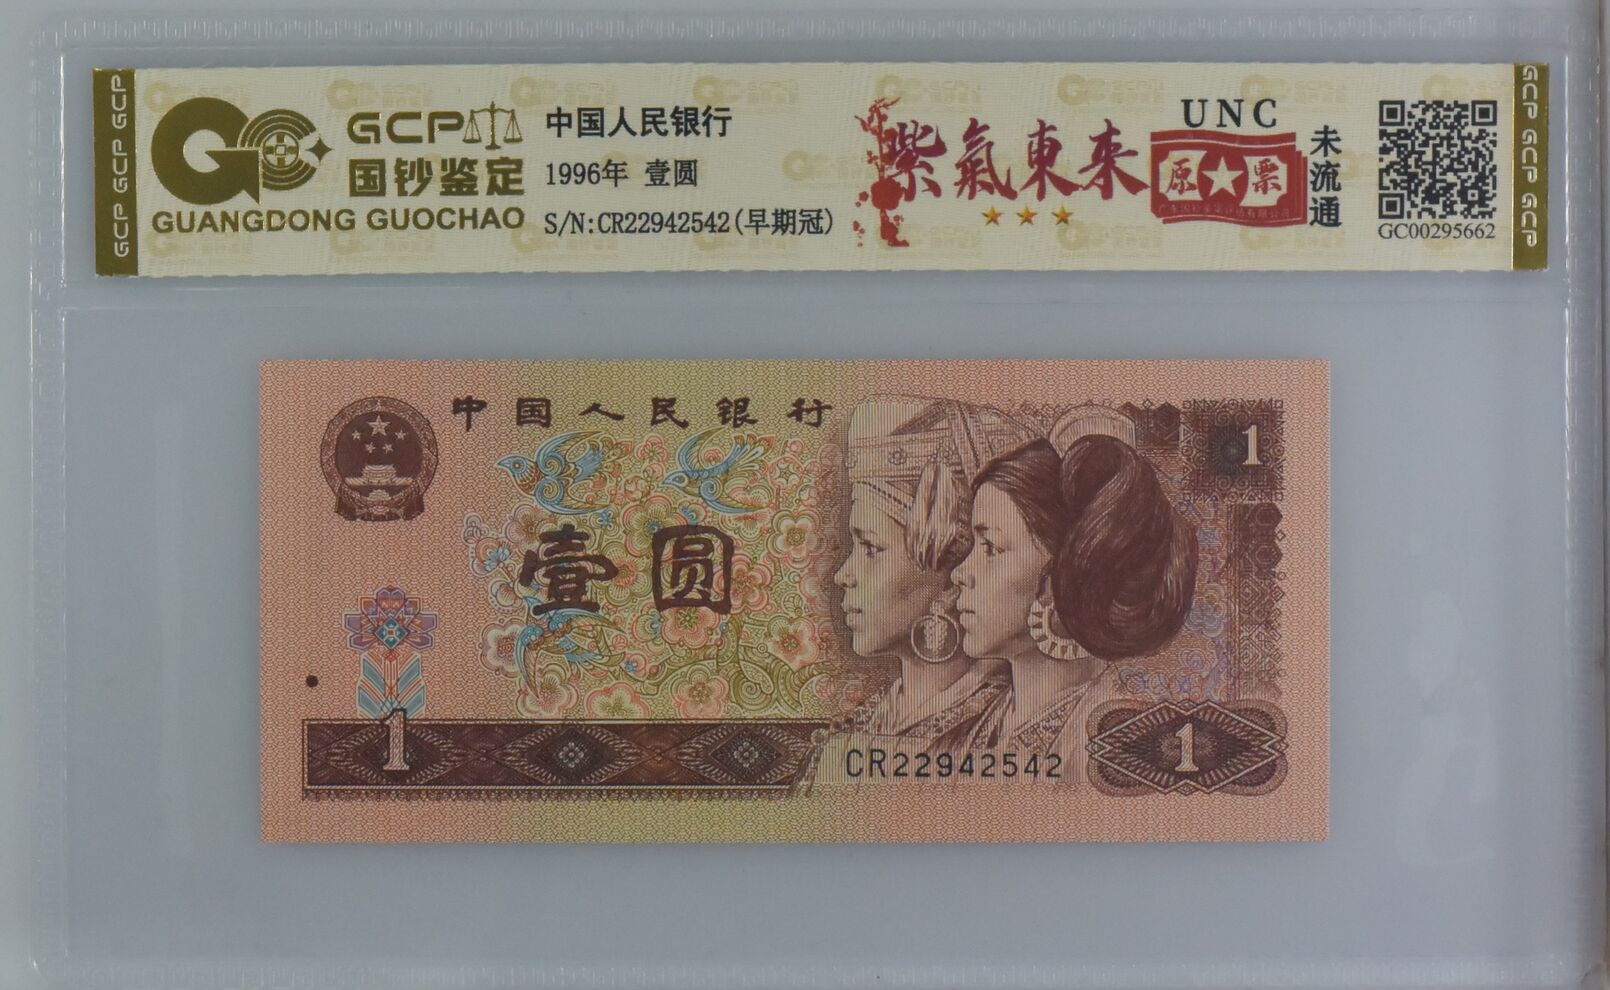 GCP GCP GCP
GCP
国钞鉴定
GUANGDONG GUOCHAO
中国人民银行
1996年 壹圆
S/N:CR22942542(早期冠)
紫氣東来
UNC
原★票
未流通
GC00295662
GCP GCP GCP
中国人民银行
1
壹圆
1
CR22942542
1